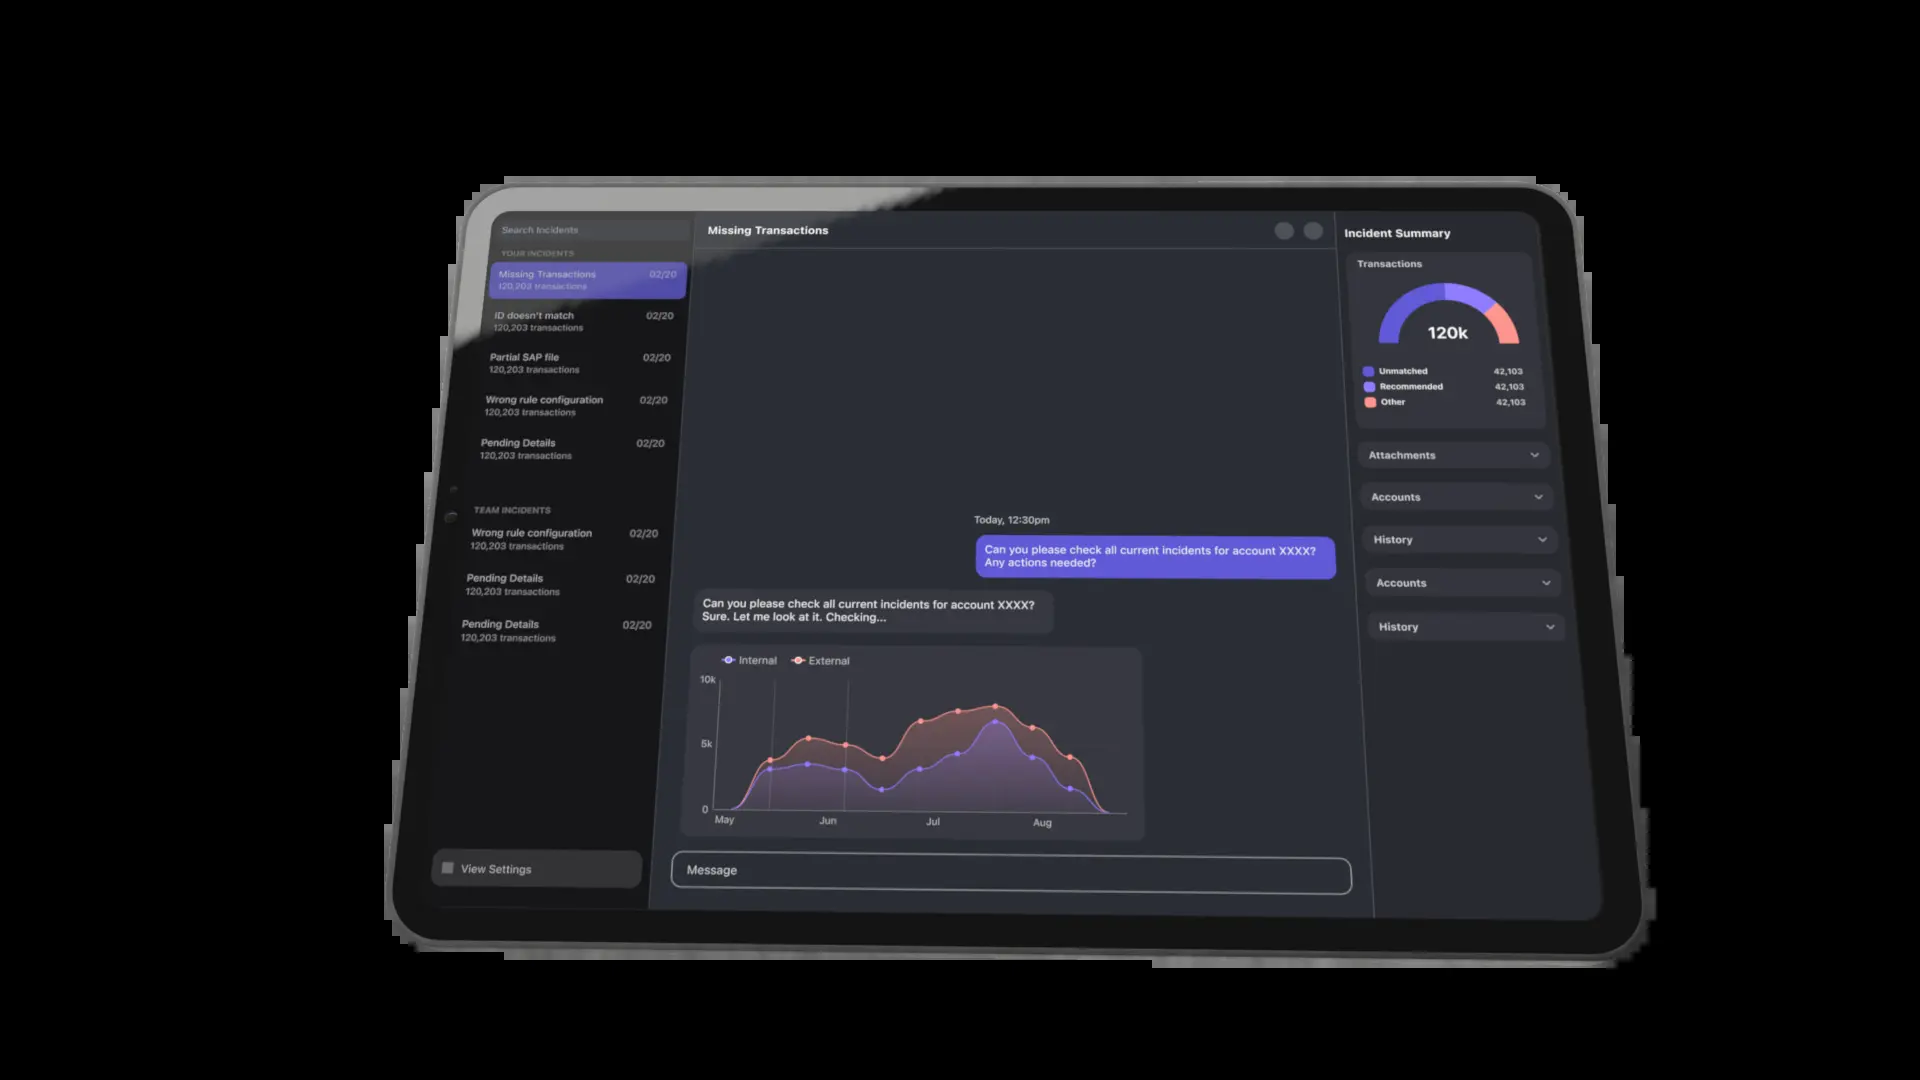 Search Incidents
YOUR INCIDENTS
Missing Transactions 02/20
120,203 transactions
ID doesn't match 02/20
120,203 transactions
Partial SAP file 02/20
120,203 transactions
Wrong rule configuration 02/20
120,203 transactions
Pending Details 02/20
120,203 transactions
TEAM INCIDENTS
Wrong rule configuration 02/20
120,203 transactions
Pending Details 02/20
120,203 transactions
Pending Details 02/20
120,203 transactions
View Settings
Missing Transactions
Today, 12:30pm
Can you please check all current incidents for account XXXX?
Any actions needed?
Can you please check all current incidents for account XXXX?
Sure. Let me look at it. Checking...
Internal External
10k
5k
0
May Jun Jul Aug
Message
Incident Summary
Transactions
120k
Unmatched 42,103
Recommended 42,103
Other 42,103
Attachments
Accounts
History
Accounts
History